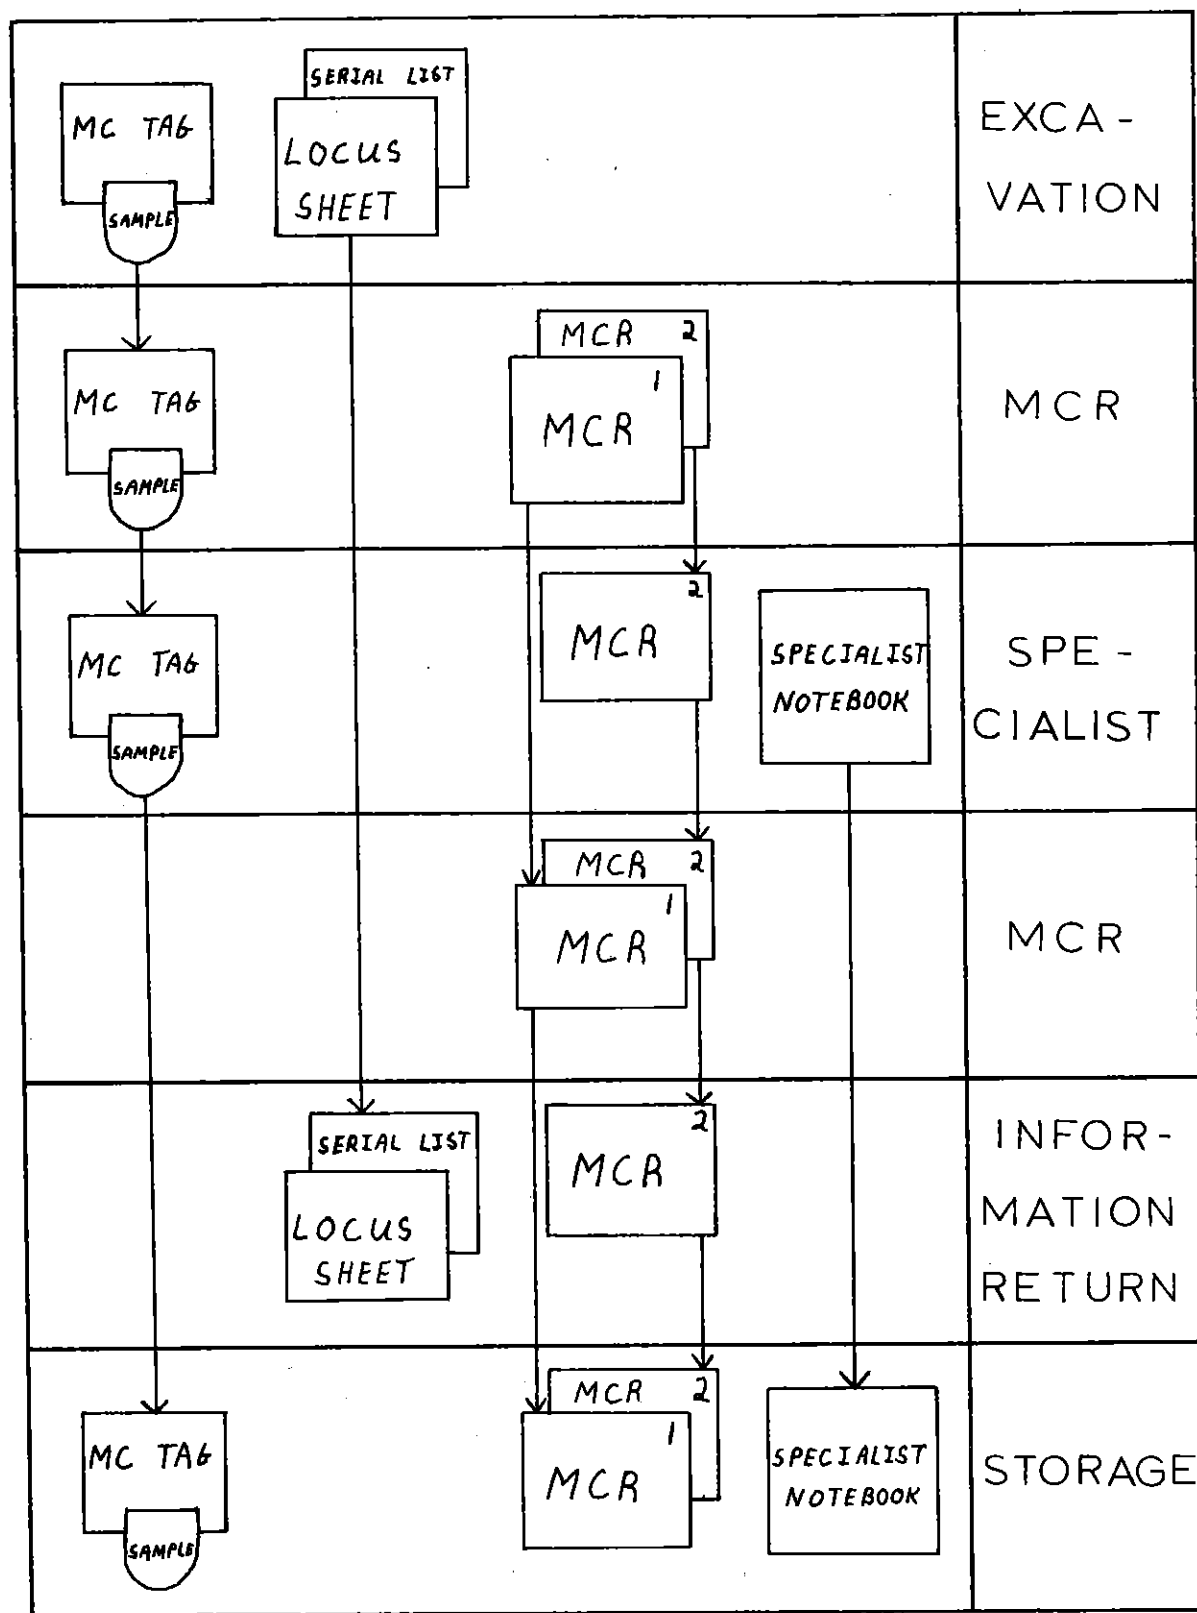 SERIAL LIST
MC TAG
LOCUS
SHEET
SAMPLE
EXCA-
VATION
MCR 2
1
MCR
MC TAG
SAMPLE
MCR
2
MCR
MC TAG
SAMPLE
SPECIALIST
NOTEBOOK
SPE-
CIALIST
MCR 2
1
MCR
MCR
SERIAL LIST
LOCUS
SHEET
2
MCR
INFOR-
MATION
RETURN
MC TAG
SAMPLE
MCR 2
1
MCR
SPECIALIST
NOTEBOOK
STORAGE